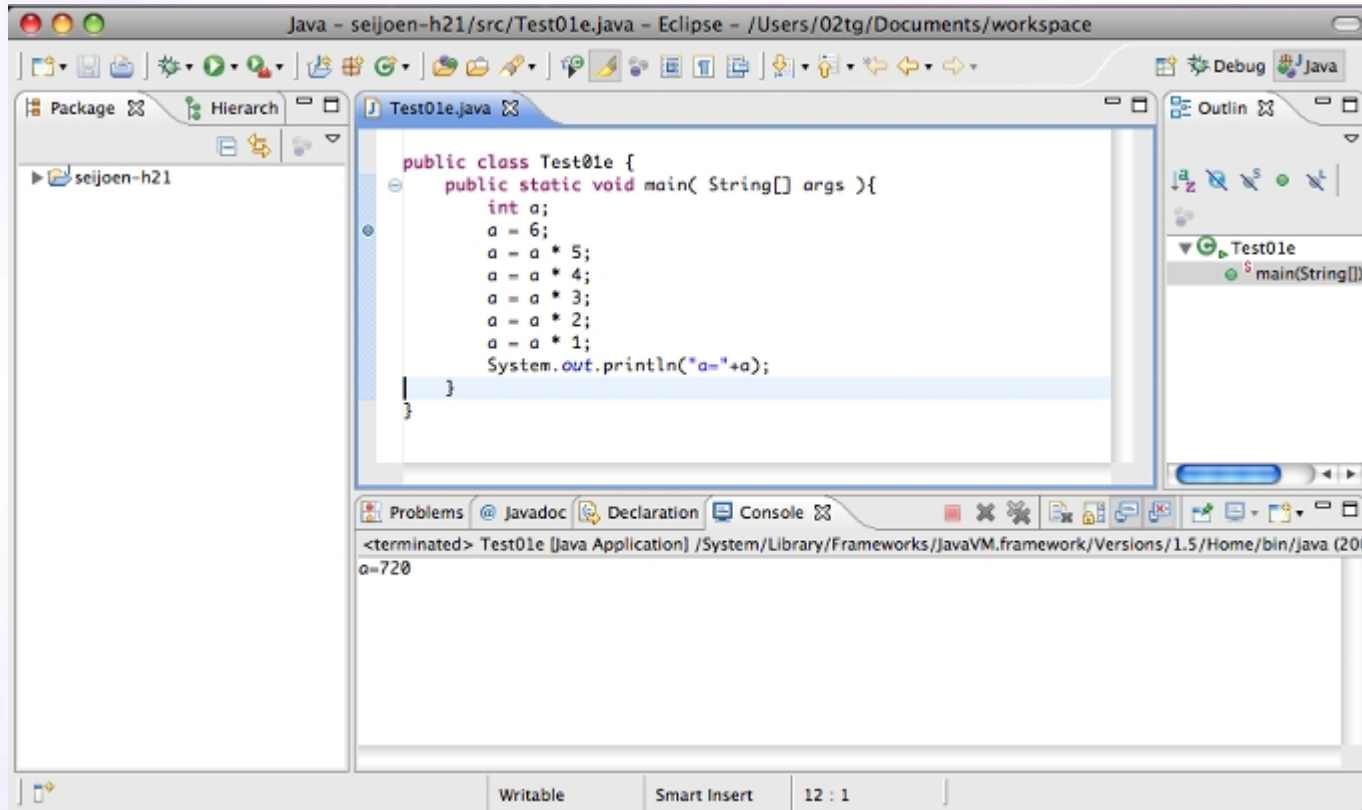 Java - seijoen-h21/src/Test01e.java - Eclipse - /Users/02tg/Documents/workspace
Debug Java
Package Hierarch
seijoen-h21
Test01e.java
public class Test01e {
public static void main( String[] args ){
int a;
a = 6;
a = a * 5;
a = a * 4;
a = a * 3;
a = a * 2;
a = a * 1;
System.out.println("a="+a);
}
}
Outlin
Test01e
main(String[])
Problems @ Javadoc Declaration Console
<terminated> Test01e [Java Application] /System/Library/Frameworks/JavaVM.framework/Versions/1.5/Home/bin/java (20
a=720
Writable Smart Insert 12 : 1